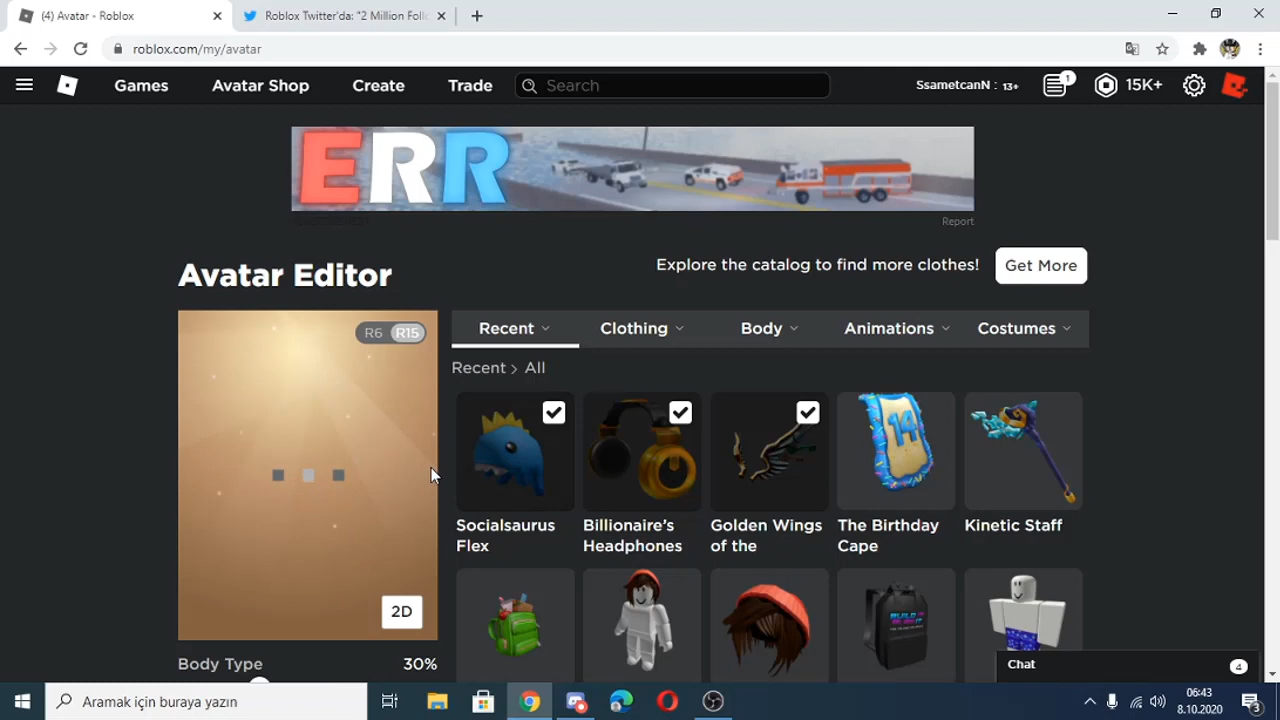 (4) Avatar - Roblox
Roblox Twitter'da: "2 Million Follo
roblox.com/my/avatar
Games
Avatar Shop
Create
Trade
Search
SsametcanN : 13+
1
15K+
ERR
Report
Avatar Editor
Explore the catalog to find more clothes!
Get More
R6 R15
Recent
Clothing
Body
Animations
Costumes
Recent > All
14
Socialsaurus
Flex
Billionaire's
Headphones
Golden Wings
of the
The Birthday
Cape
Kinetic Staff
2D
Body Type
30%
Chat
4
Aramak için buraya yazın
06:43
8.10.2020
3